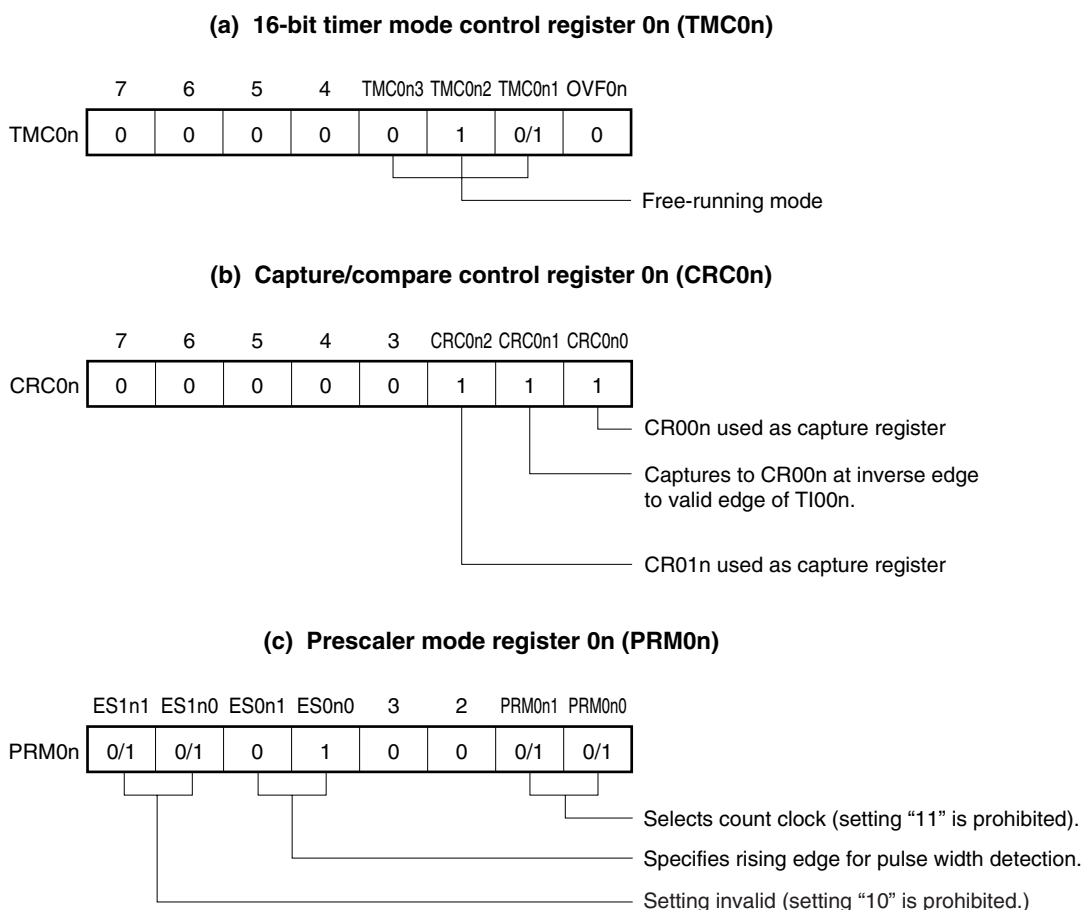 (a) 16-bit timer mode control register 0n (TMC0n)
7 6 5 4 TMC0n3 TMC0n2 TMC0n1 OVF0n
TMC0n 0 0 0 0 0 1 0/1 0
Free-running mode
(b) Capture/compare control register 0n (CRC0n)
7 6 5 4 3 CRC0n2 CRC0n1 CRC0n0
CRC0n 0 0 0 0 0 1 1 1
CR00n used as capture register
Captures to CR00n at inverse edge
to valid edge of TI00n.
CR01n used as capture register
(c) Prescaler mode register 0n (PRM0n)
ES1n1 ES1n0 ES0n1 ES0n0 3 2 PRM0n1 PRM0n0
PRM0n 0/1 0/1 0 1 0 0 0/1 0/1
Selects count clock (setting “11” is prohibited).
Specifies rising edge for pulse width detection.
Setting invalid (setting “10” is prohibited.)